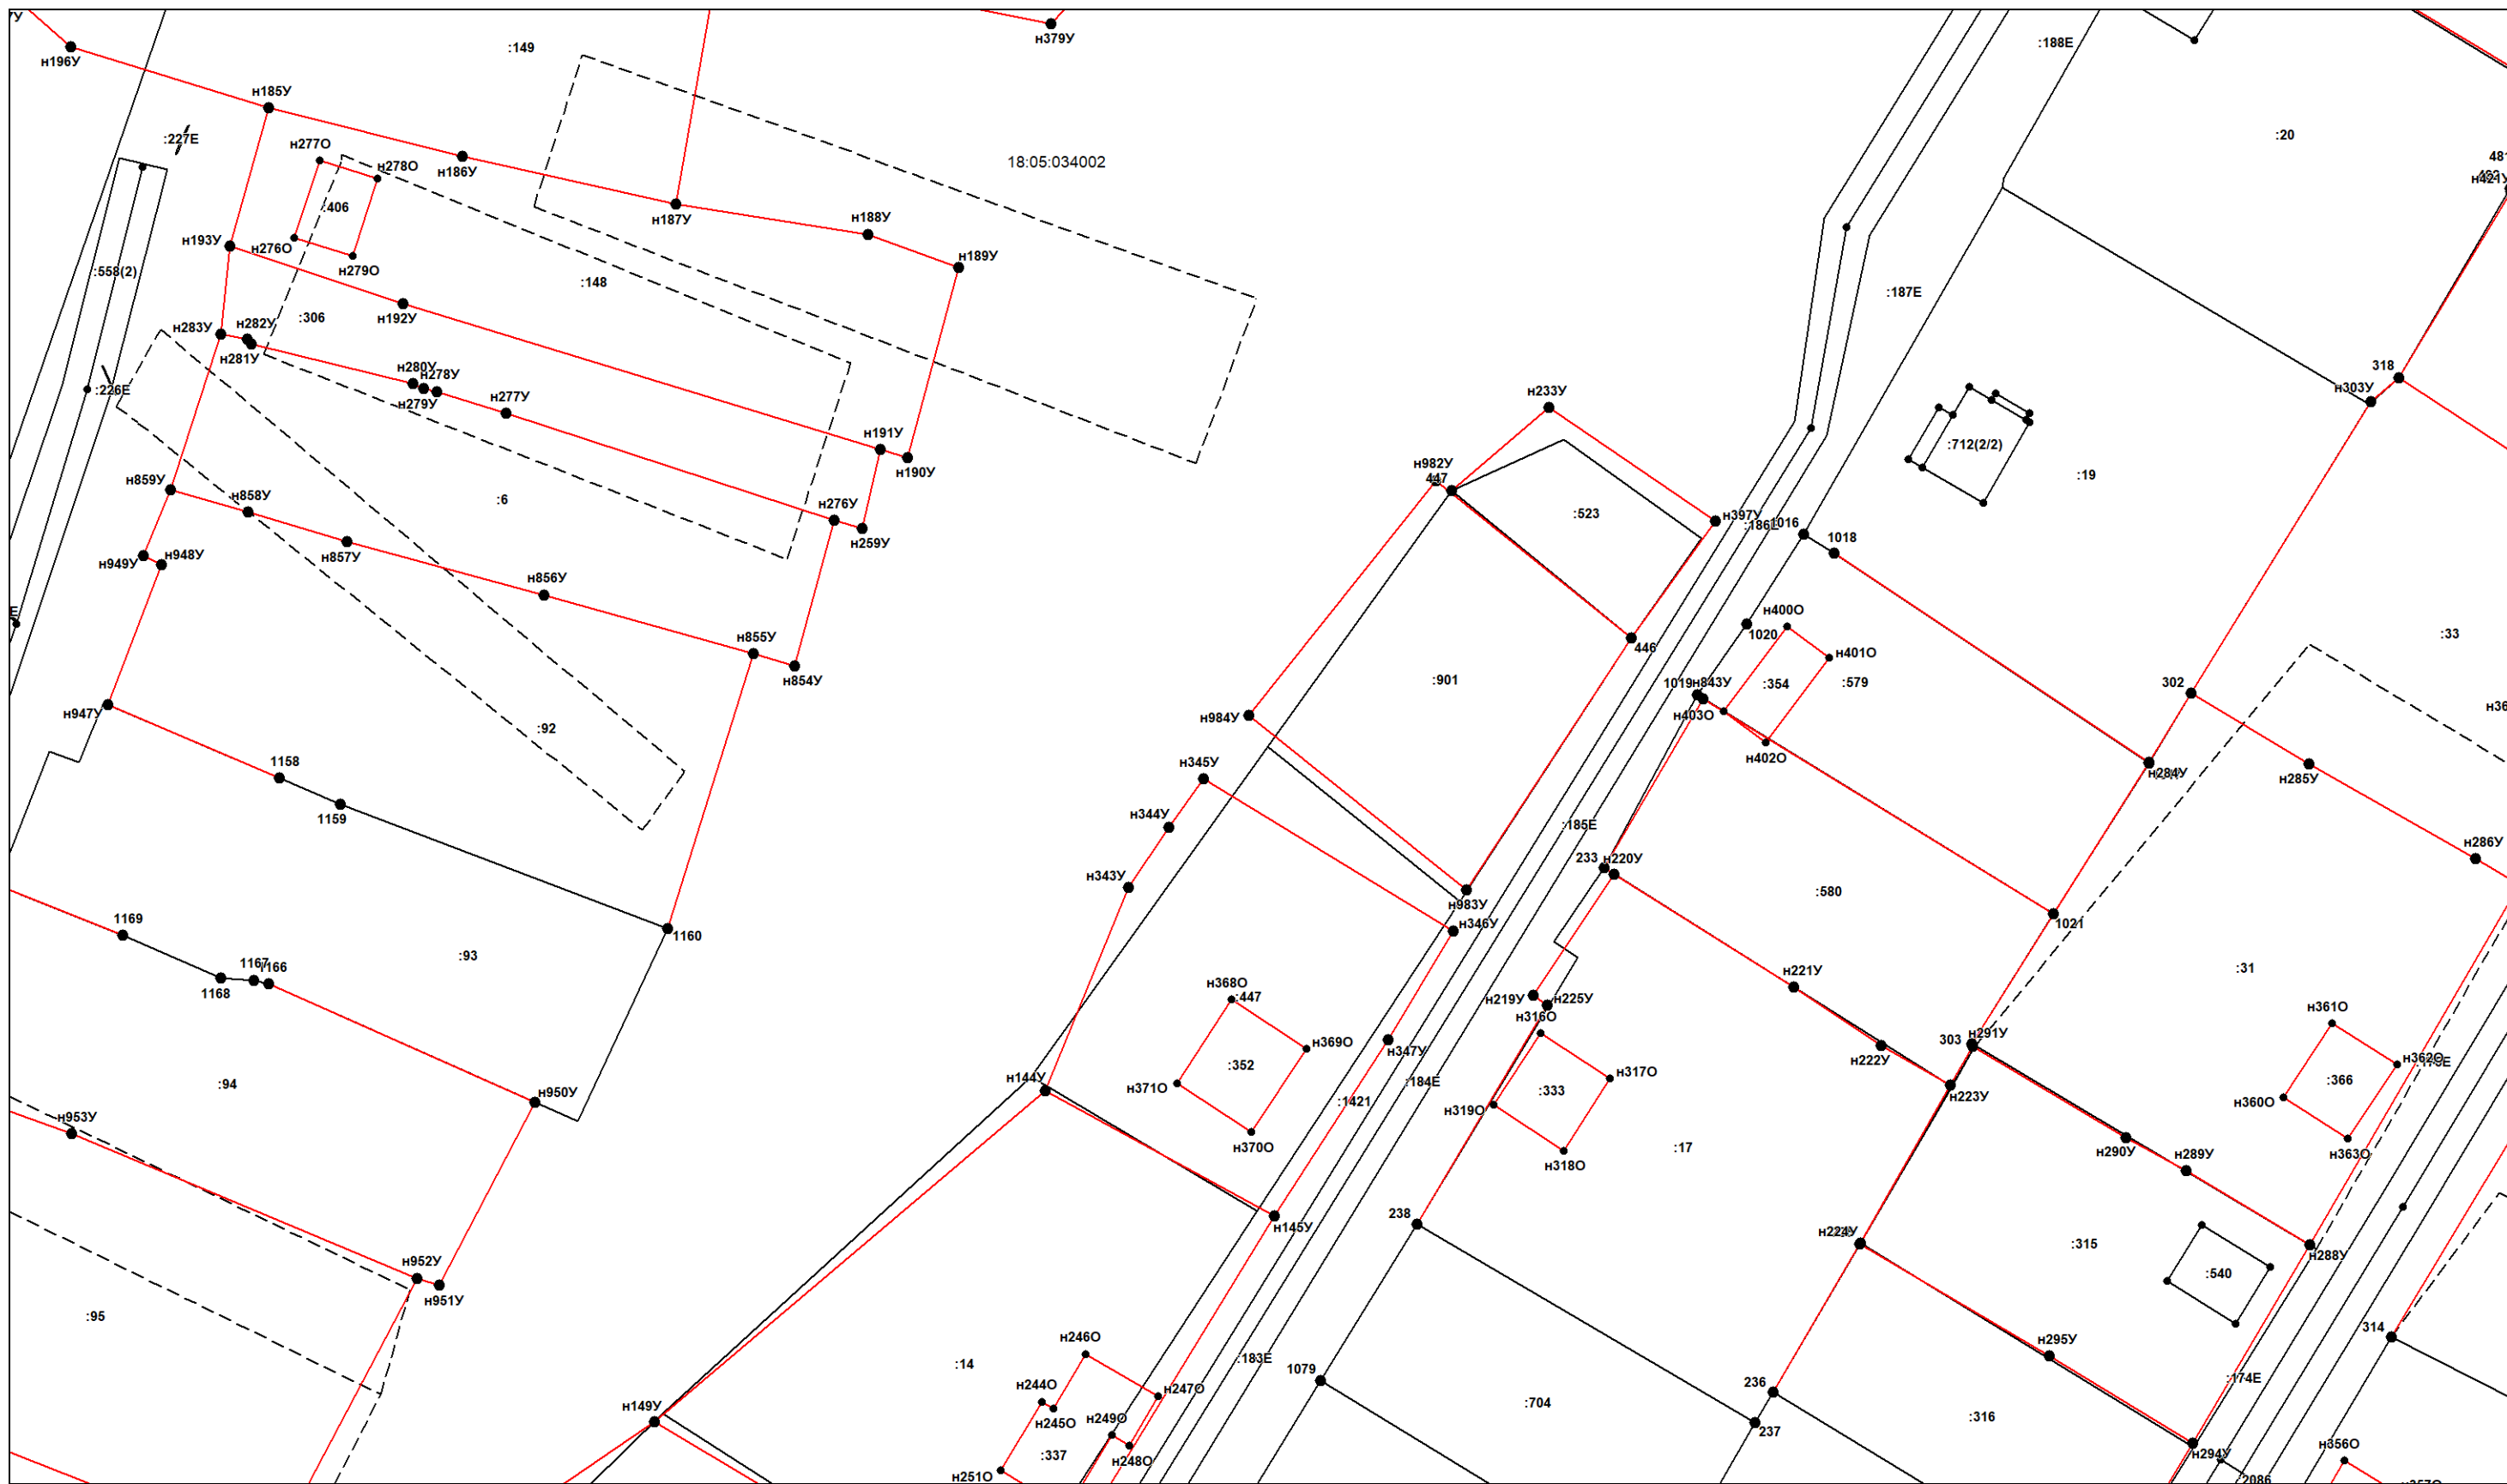 н379У
:149
:188Е
н196У
н185У
:20
:227Е
н277О
18:05:034002
н278О
н186У
н421У
:406
н187У
н188У
н193У
н276О
н189У
н279О
:558(2)
:148
:187Е
н192У
:306
н283У
н282У
н281У
318
н280У
н278У
:226Е
н303У
н233У
н277У
н279У
н191У
:712(2/2)
н190У
н982У
:19
447
н859У
н858У
:6
н276У
:523
н397У
:186Е
1016
н259У
1018
н857У
н949У
н948У
н856У
н400О
1020
:33
н855У
446
н401О
н854У
:901
1019
н843У
:354
:579
302
н947У
н984У
н403О
:92
н402О
1158
н345У
н284У
н285У
1159
н344У
:185Е
н286У
233
н220У
н343У
:580
н983У
1169
н346У
1021
1160
:93
1167
1166
:31
1168
н221У
н368О
:447
н219У
н225У
н316О
н361О
н291У
303
н369О
н347У
н222У
н362О
:352
:173Е
н144У
н317О
:94
:184Е
н371О
:333
:366
н223У
н950У
:1421
н319О
н360О
н953У
н370О
:17
н290У
н363О
н318О
н289У
238
н145У
н224У
:315
н288У
н952У
:540
н951У
:95
314
н246О
н295У
:14
:183Е
1079
:174Е
н244О
236
н247О
н149У
:704
:316
н245О
н249О
237
н356О
:337
н294У
н248О
н251О
2086